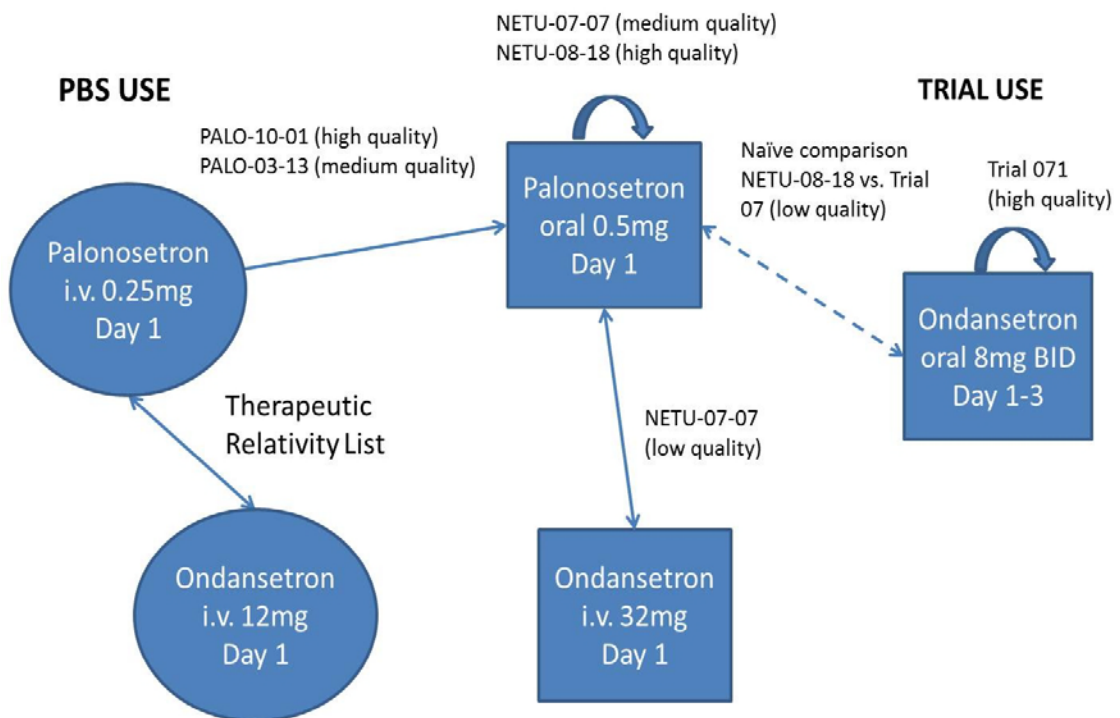 NETU-07-07 (medium quality)
NETU-08-18 (high quality)
PBS USE
TRIAL USE
PALO-10-01 (high quality)
PALO-03-13 (medium quality)
Naïve comparison
NETU-08-18 vs. Trial
07 (low quality)
Trial 071
(high quality)
Palonosetron
i.v. 0.25mg
Day 1
Palonosetron
oral 0.5mg
Day 1
Ondansetron
oral 8mg BID
Day 1-3
Therapeutic
Relativity List
NETU-07-07
(low quality)
Ondansetron
i.v. 12mg
Day 1
Ondansetron
i.v. 32mg
Day 1